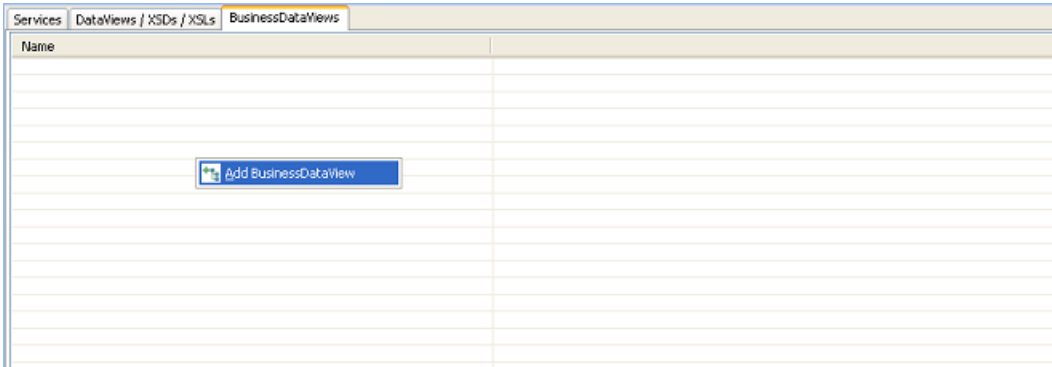 Services DataViews / XSDs / XSLs BusinessDataViews
Name
Add BusinessDataView